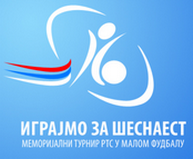 ИГРАЈМО ЗА ШЕСНАЕСТ
МЕМОРИЈАЛНИ ТУРНИР РТС У МАЛОМ ФУДБАЛУ